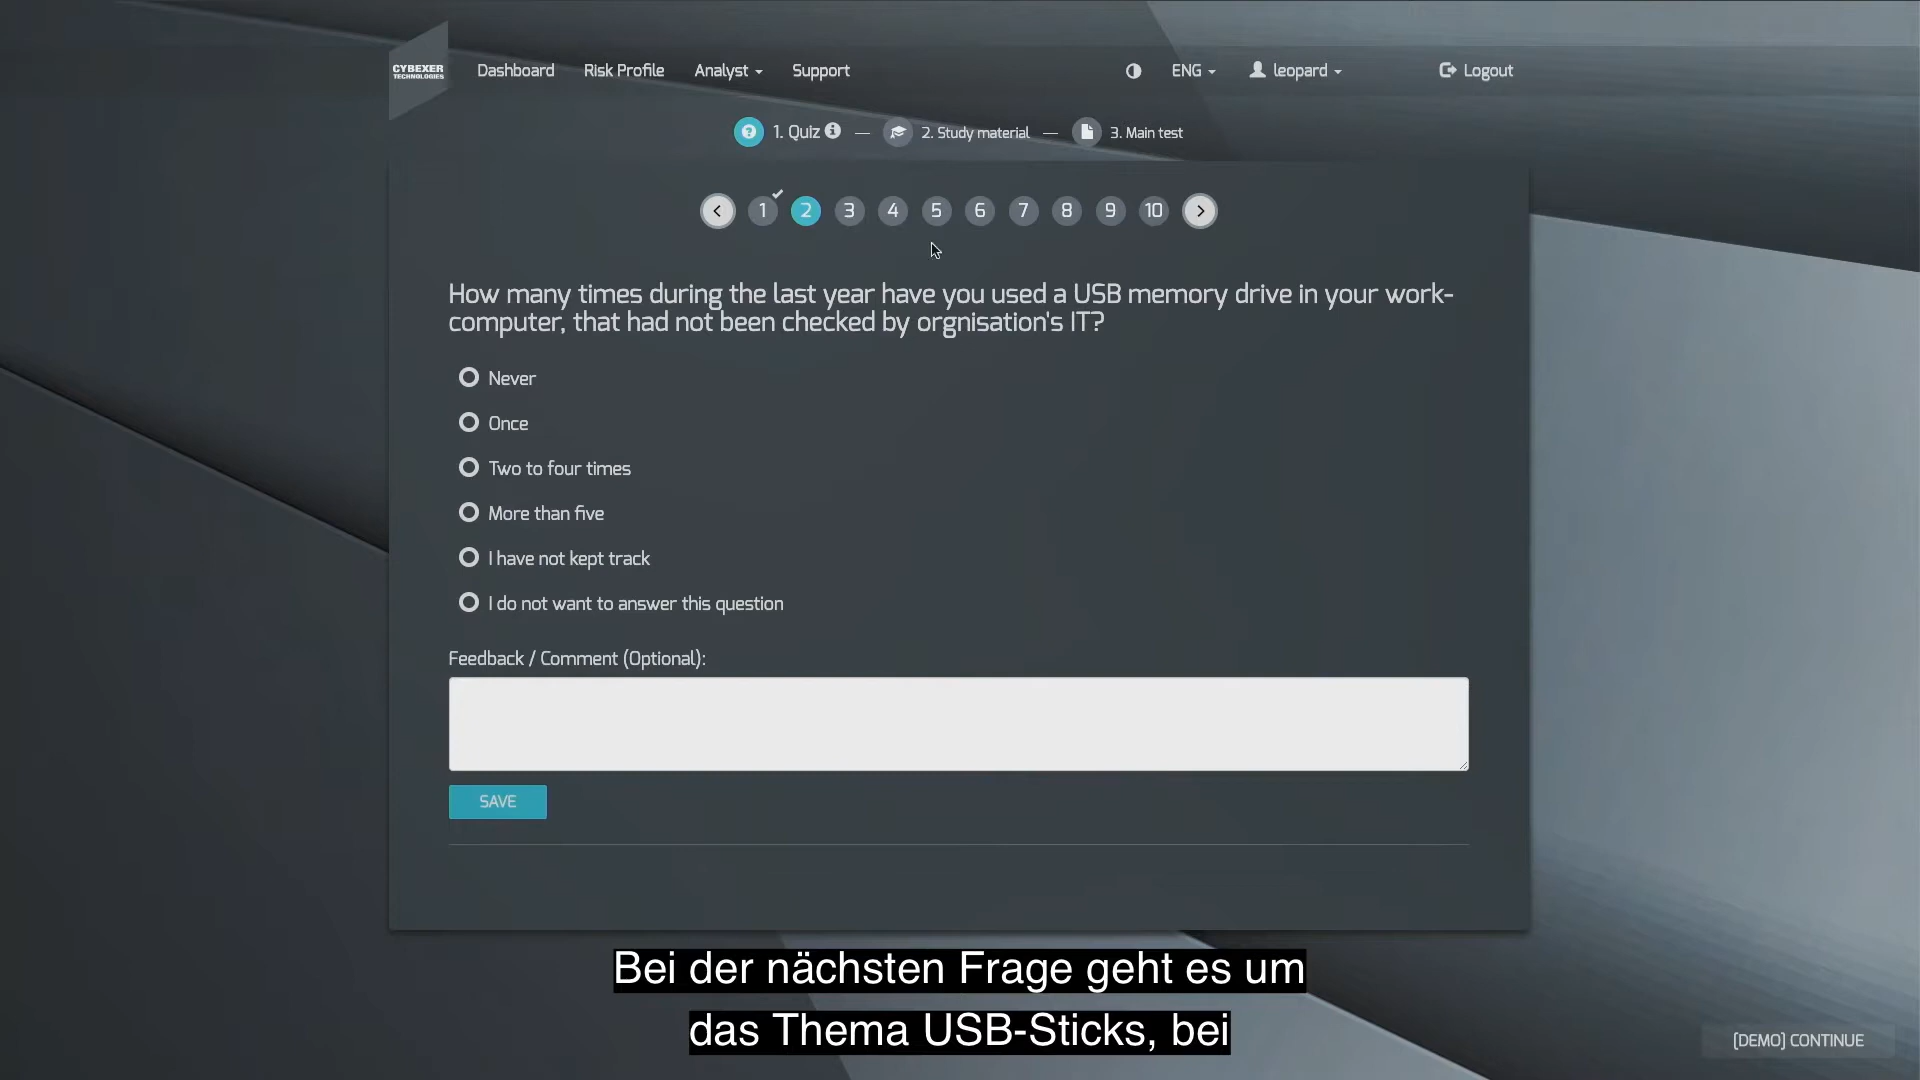 CYBEXER
TECHNOLOGIES
Dashboard Risk Profile Analyst Support ENG leopard Logout
1. Quiz — 2. Study material — 3. Main test
1 2 3 4 5 6 7 8 9 10
How many times during the last year have you used a USB memory drive in your work-
computer, that had not been checked by orgnisation's IT?
Never
Once
Two to four times
More than five
I have not kept track
I do not want to answer this question
Feedback / Comment (Optional):
SAVE
Bei der nächsten Frage geht es um
das Thema USB-Sticks, bei
[DEMO] CONTINUE